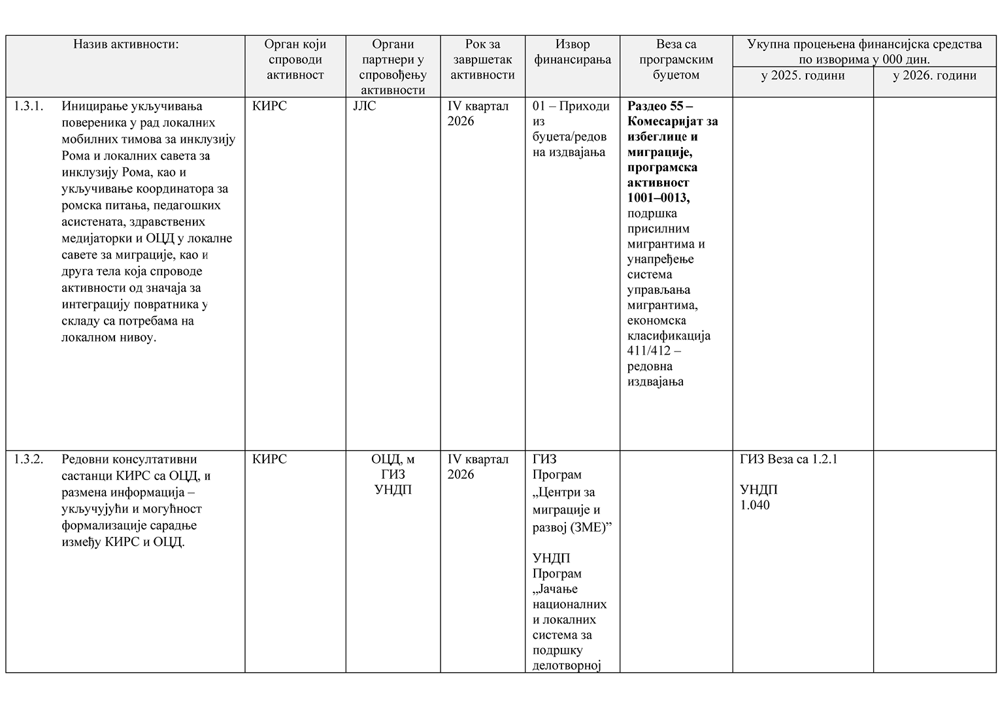 Назив активности:
Орган који
спроводи
активност
Органи
партнери у
спровођењу
активности
Рок за
завршетак
активности
Извор
финансирања
Веза са
програмским
буџетом
Укупна процењена финансијска средства
по изворима у 000 дин.
у 2025. години
у 2026. години
1.3.1. Иницирање укључивања
повереника у рад локалних
мобилних тимова за инклузију
Рома и локалних савета за
инклузију Рома, као и
укључивање координатора за
ромска питања, педагошких
асистената, здравствених
медијаторки и ОЦД у локалне
савете за миграције, као и
друга тела која спроводе
активности од значаја за
интеграцију повратника у
складу са потребама на
локалном нивоу.
КИРС
ЈЛС
IV квартал
2026
01 – Приходи
из
буџета/редов
на издвајања
Раздео 55 –
Комесаријат за
избеглице и
миграције,
програмска
активност
1001–0013,
подршка
присилним
мигрантима и
унапређење
система
управљања
мигрантима,
економска
класификација
411/412 –
редовна
издвајања
1.3.2. Редовни консултативни
састанци КИРС са ОЦД, и
размена информација –
укључујући и могућност
формализације сарадње
између КИРС и ОЦД.
КИРС
ОЦД, м
ГИЗ
УНДП
IV квартал
2026
ГИЗ
Програм
„Центри за
миграције и
развој (ЗМЕ)”
УНДП
Програм
„Јачање
националних
и локалних
система за
подршку
делотворној
ГИЗ Веза са 1.2.1
УНДП
1.040